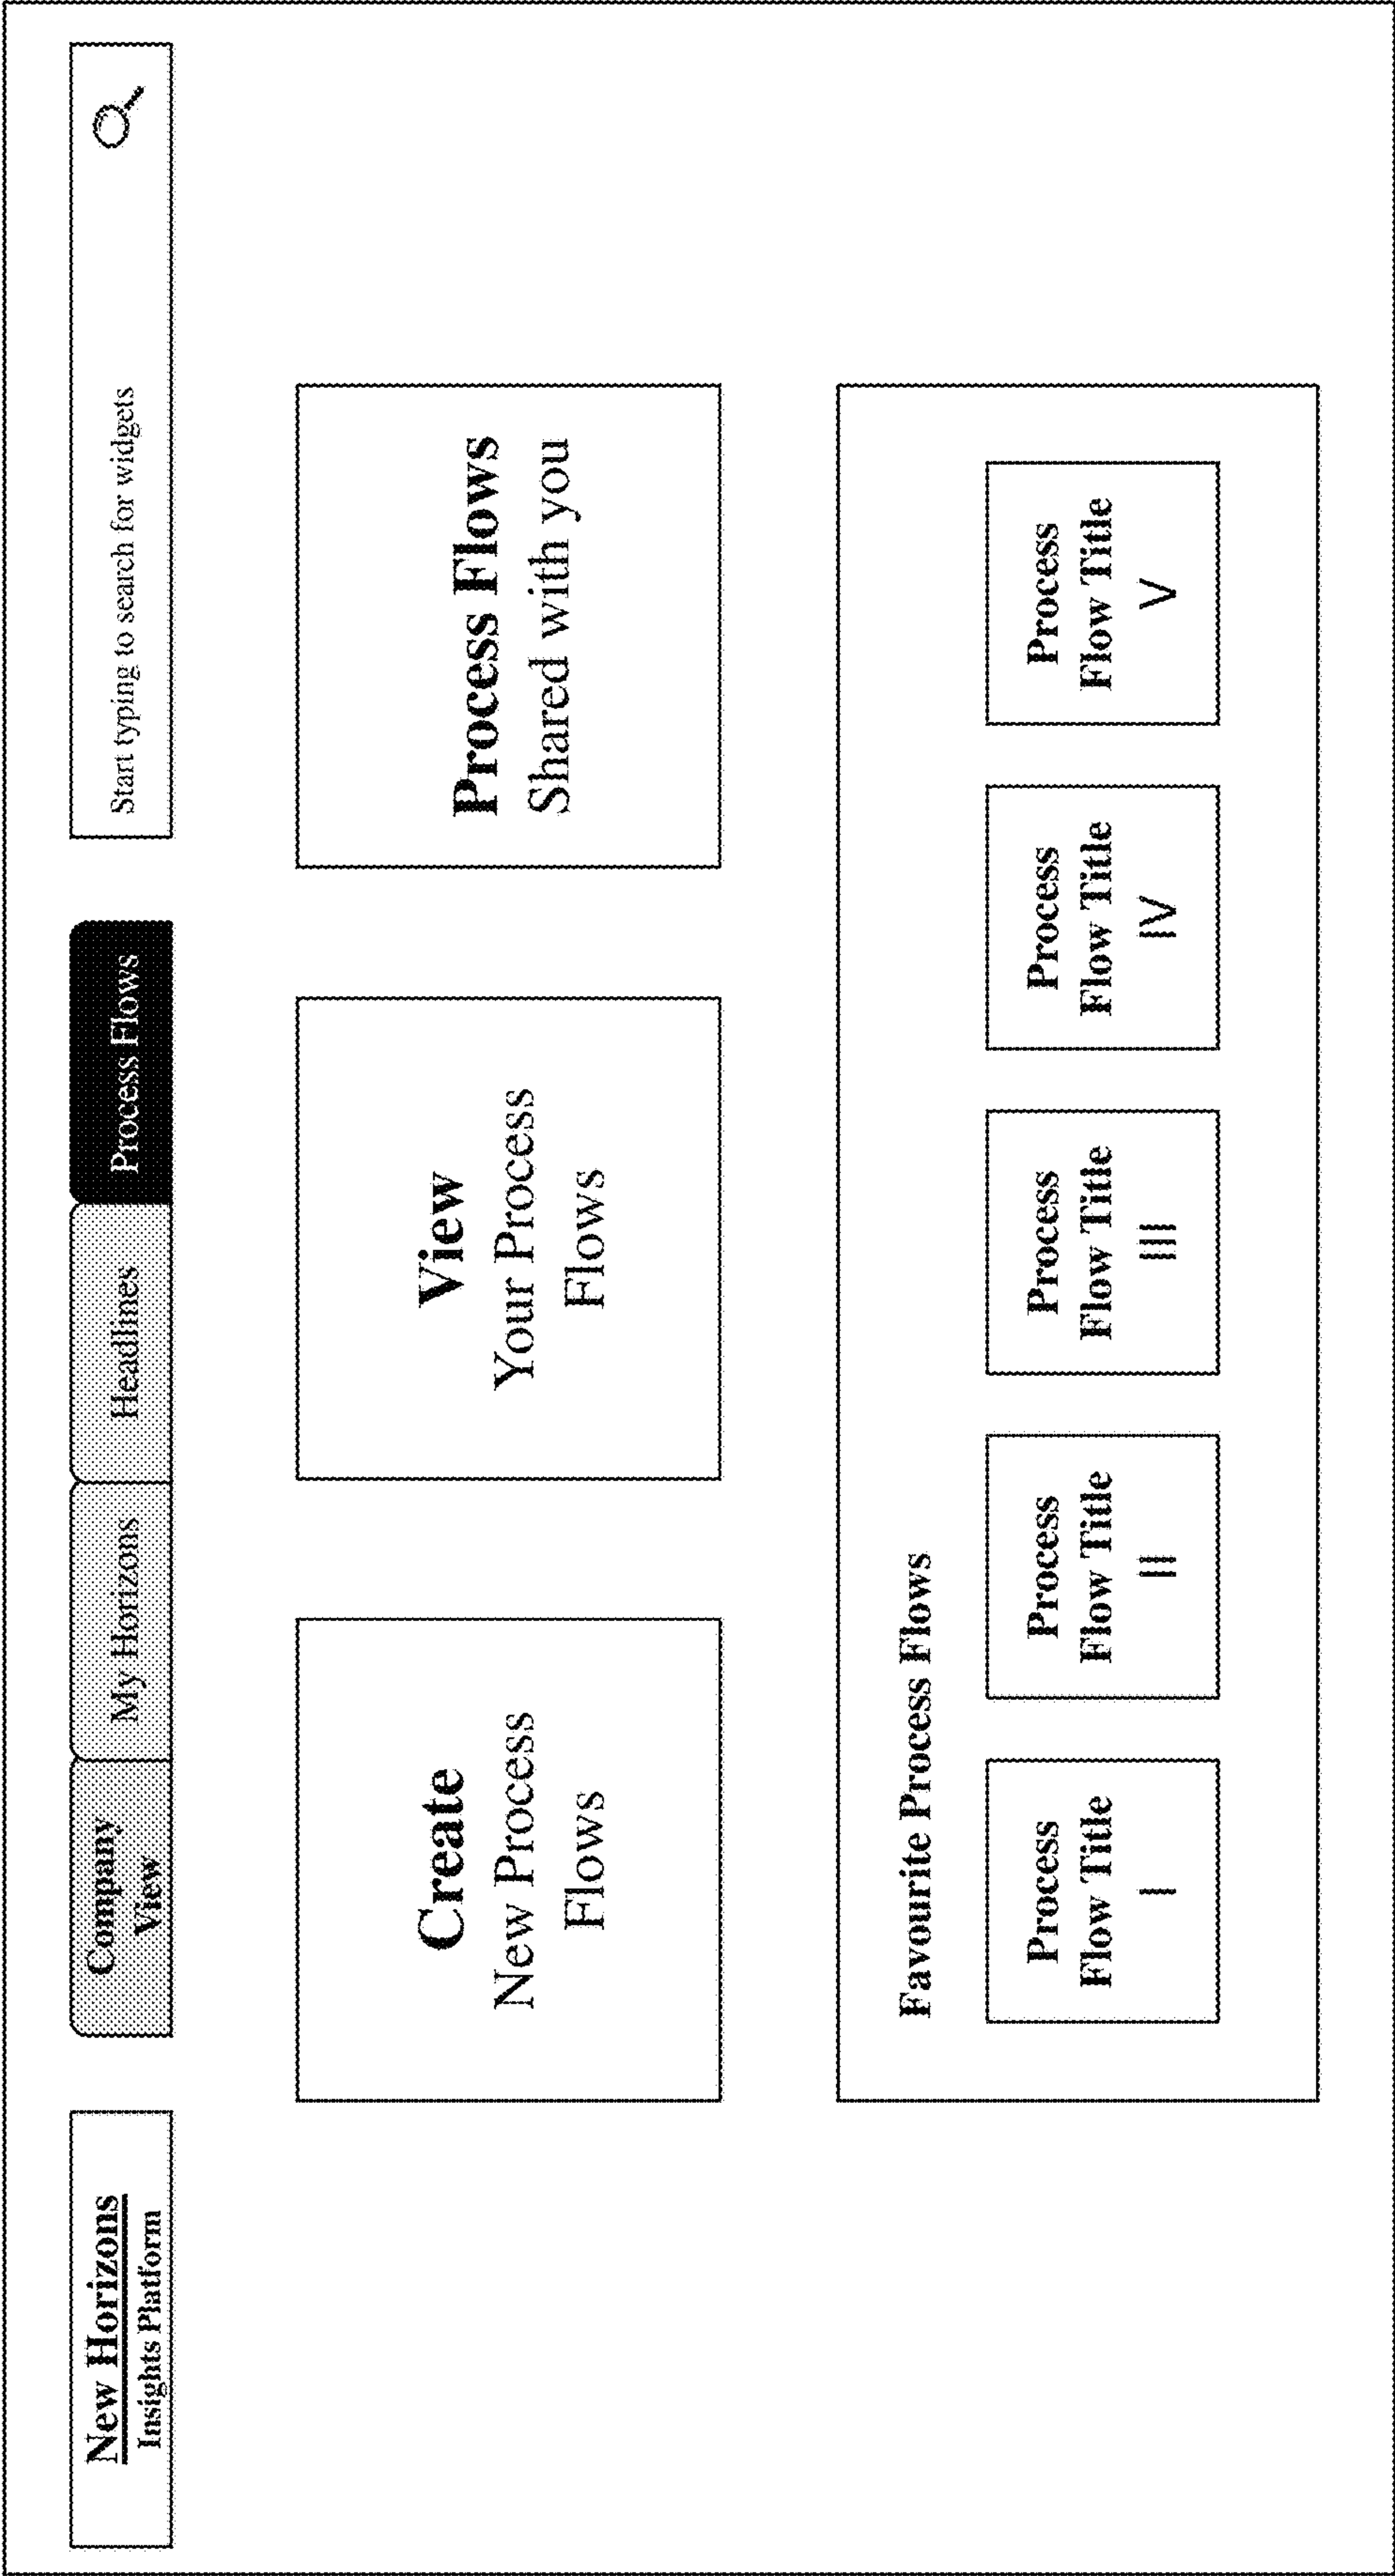 New Horizons
Insights Platform
Company
View
My Horizons
Headlines
Process Flows
Start typing to search for widgets
Create
New Process
Flows
View
Your Process
Flows
Process Flows
Shared with you
Favourite Process Flows
Process
Flow Title
I
Process
Flow Title
II
Process
Flow Title
III
Process
Flow Title
IV
Process
Flow Title
V